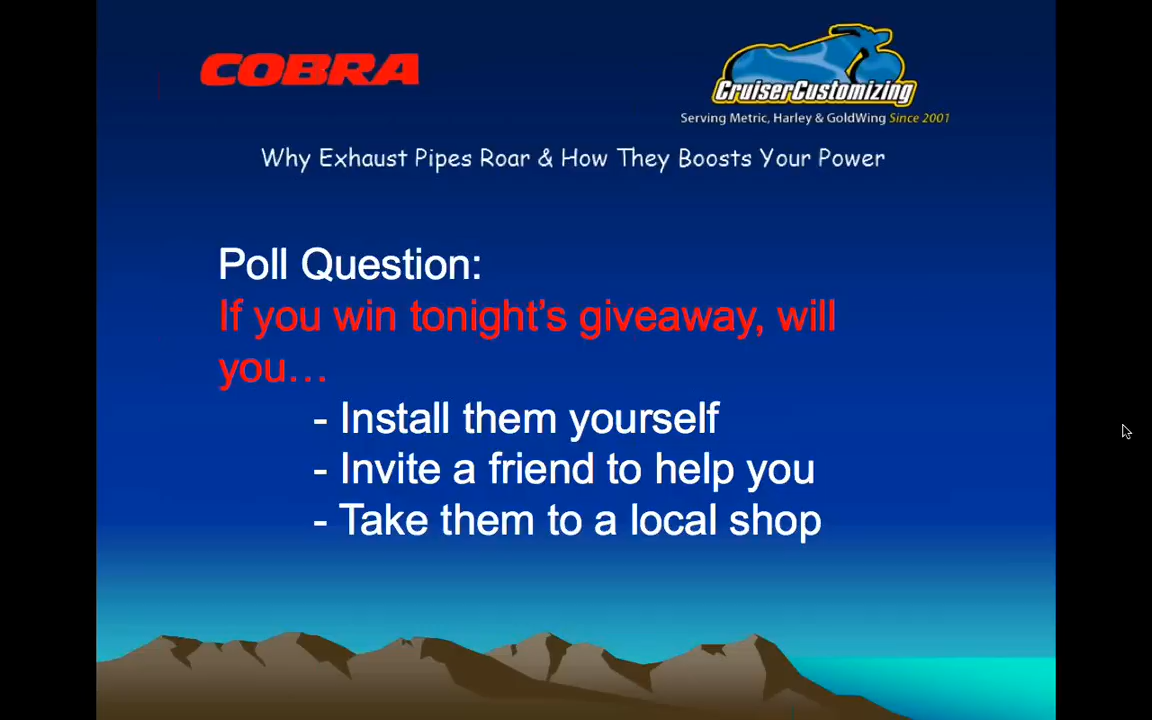 COBRA
CruiserCustomizing
Serving Metric, Harley & GoldWing Since 2001
Why Exhaust Pipes Roar & How They Boosts Your Power
Poll Question:
If you win tonight’s giveaway, will
you…
- Install them yourself
- Invite a friend to help you
- Take them to a local shop